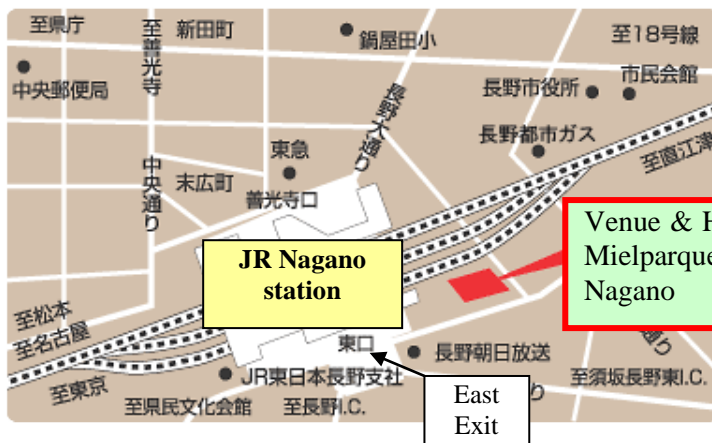 至県庁
至善光寺
新田町
鍋屋田小
至18号線
中央郵便局
長野市役所
市民会館
長野大通り
長野都市ガス
至直江津
東急
中央通り
末広町
善光寺口
JR Nagano
station
Venue & H
Mielparque
Nagano
至松本
至名古屋
東口
長野朝日放送
至東京
JR東日本長野支社
至須坂長野東I.C.
至県民文化会館
至長野I.C.
East
Exit
通り
り